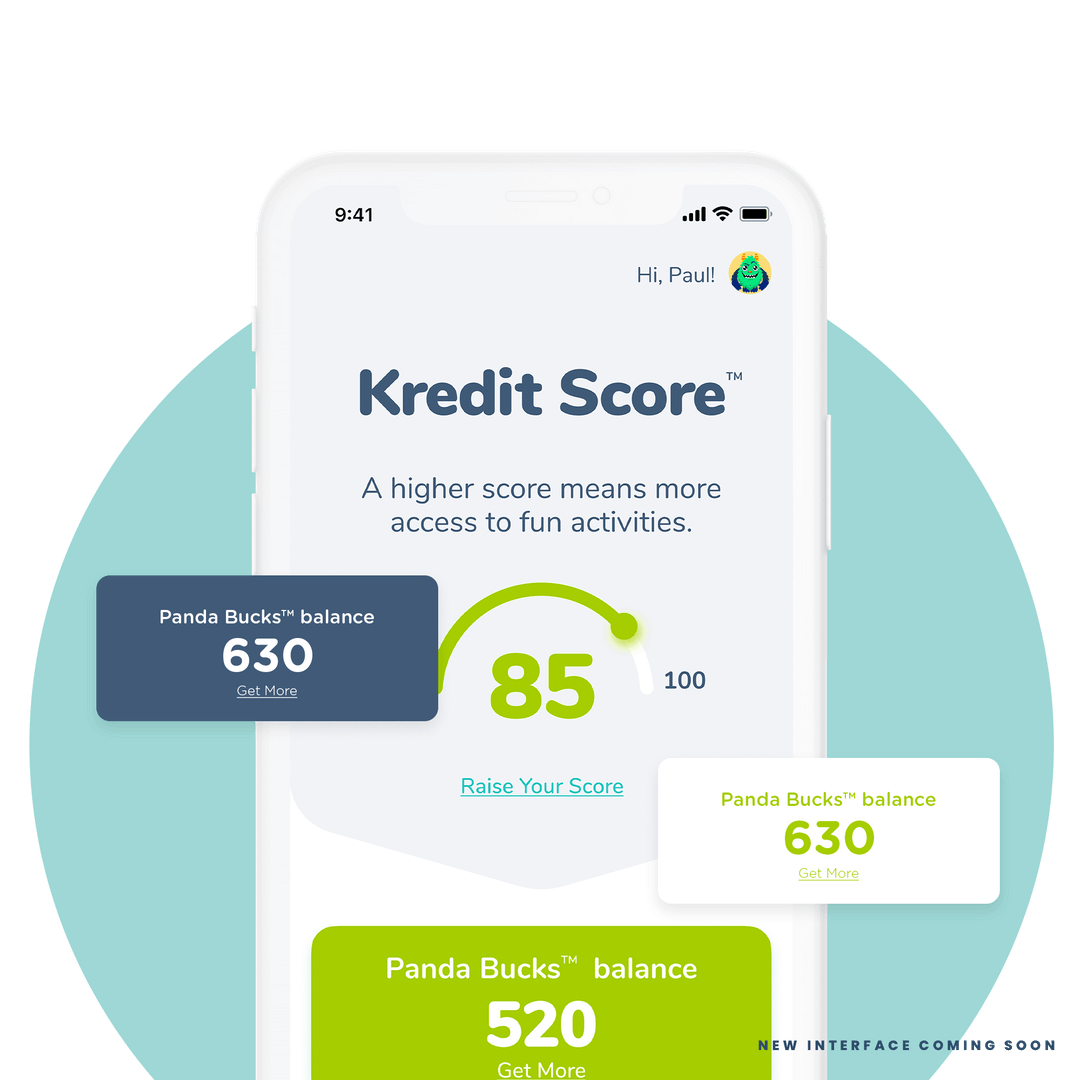 9:41
Hi, Paul!
Kredit Score™
A higher score means more
access to fun activities.
Panda Bucks™ balance
630
Get More
85
100
Raise Your Score
Panda Bucks™ balance
630
Get More
Panda Bucks™ balance
520
Get More
NEW INTERFACE COMING SOON